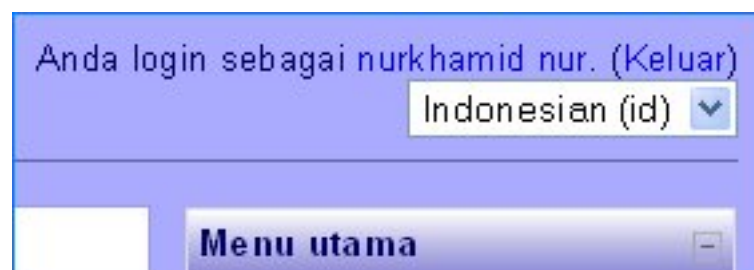 Anda login sebagai nurkhamid nur. (Keluar)
Indonesian (id)
Menu utama